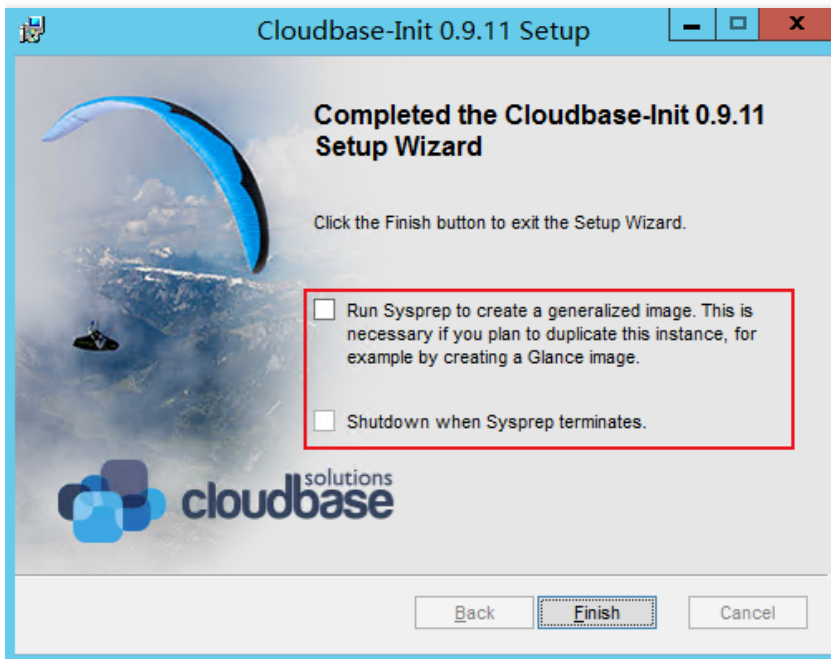 Cloudbase-Init 0.9.11 Setup
Completed the Cloudbase-Init 0.9.11
Setup Wizard
Click the Finish button to exit the Setup Wizard.
Run Sysprep to create a generalized image. This is
necessary if you plan to duplicate this instance, for
example by creating a Glance image.
Shutdown when Sysprep terminates.
solutions
cloudbase
Back
Finish
Cancel